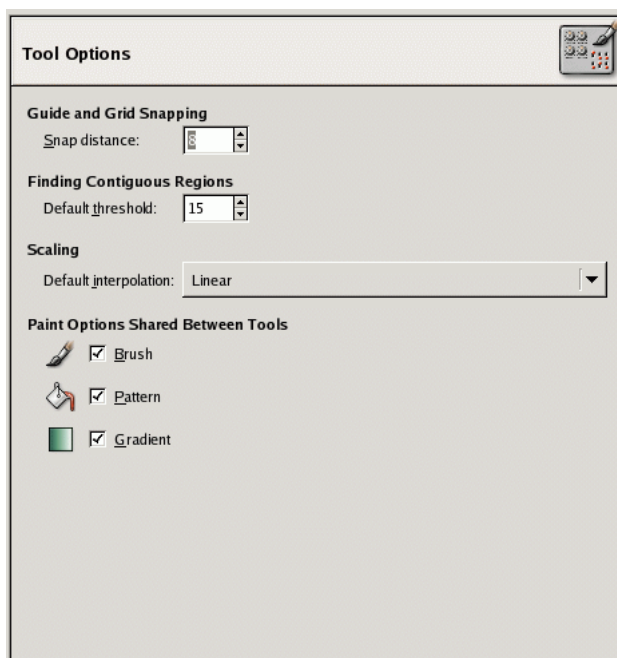 Tool Options
Guide and Grid Snapping
Snap distance: 8
Finding Contiguous Regions
Default threshold: 15
Scaling
Default interpolation: Linear
Paint Options Shared Between Tools
Brush
Pattern
Gradient